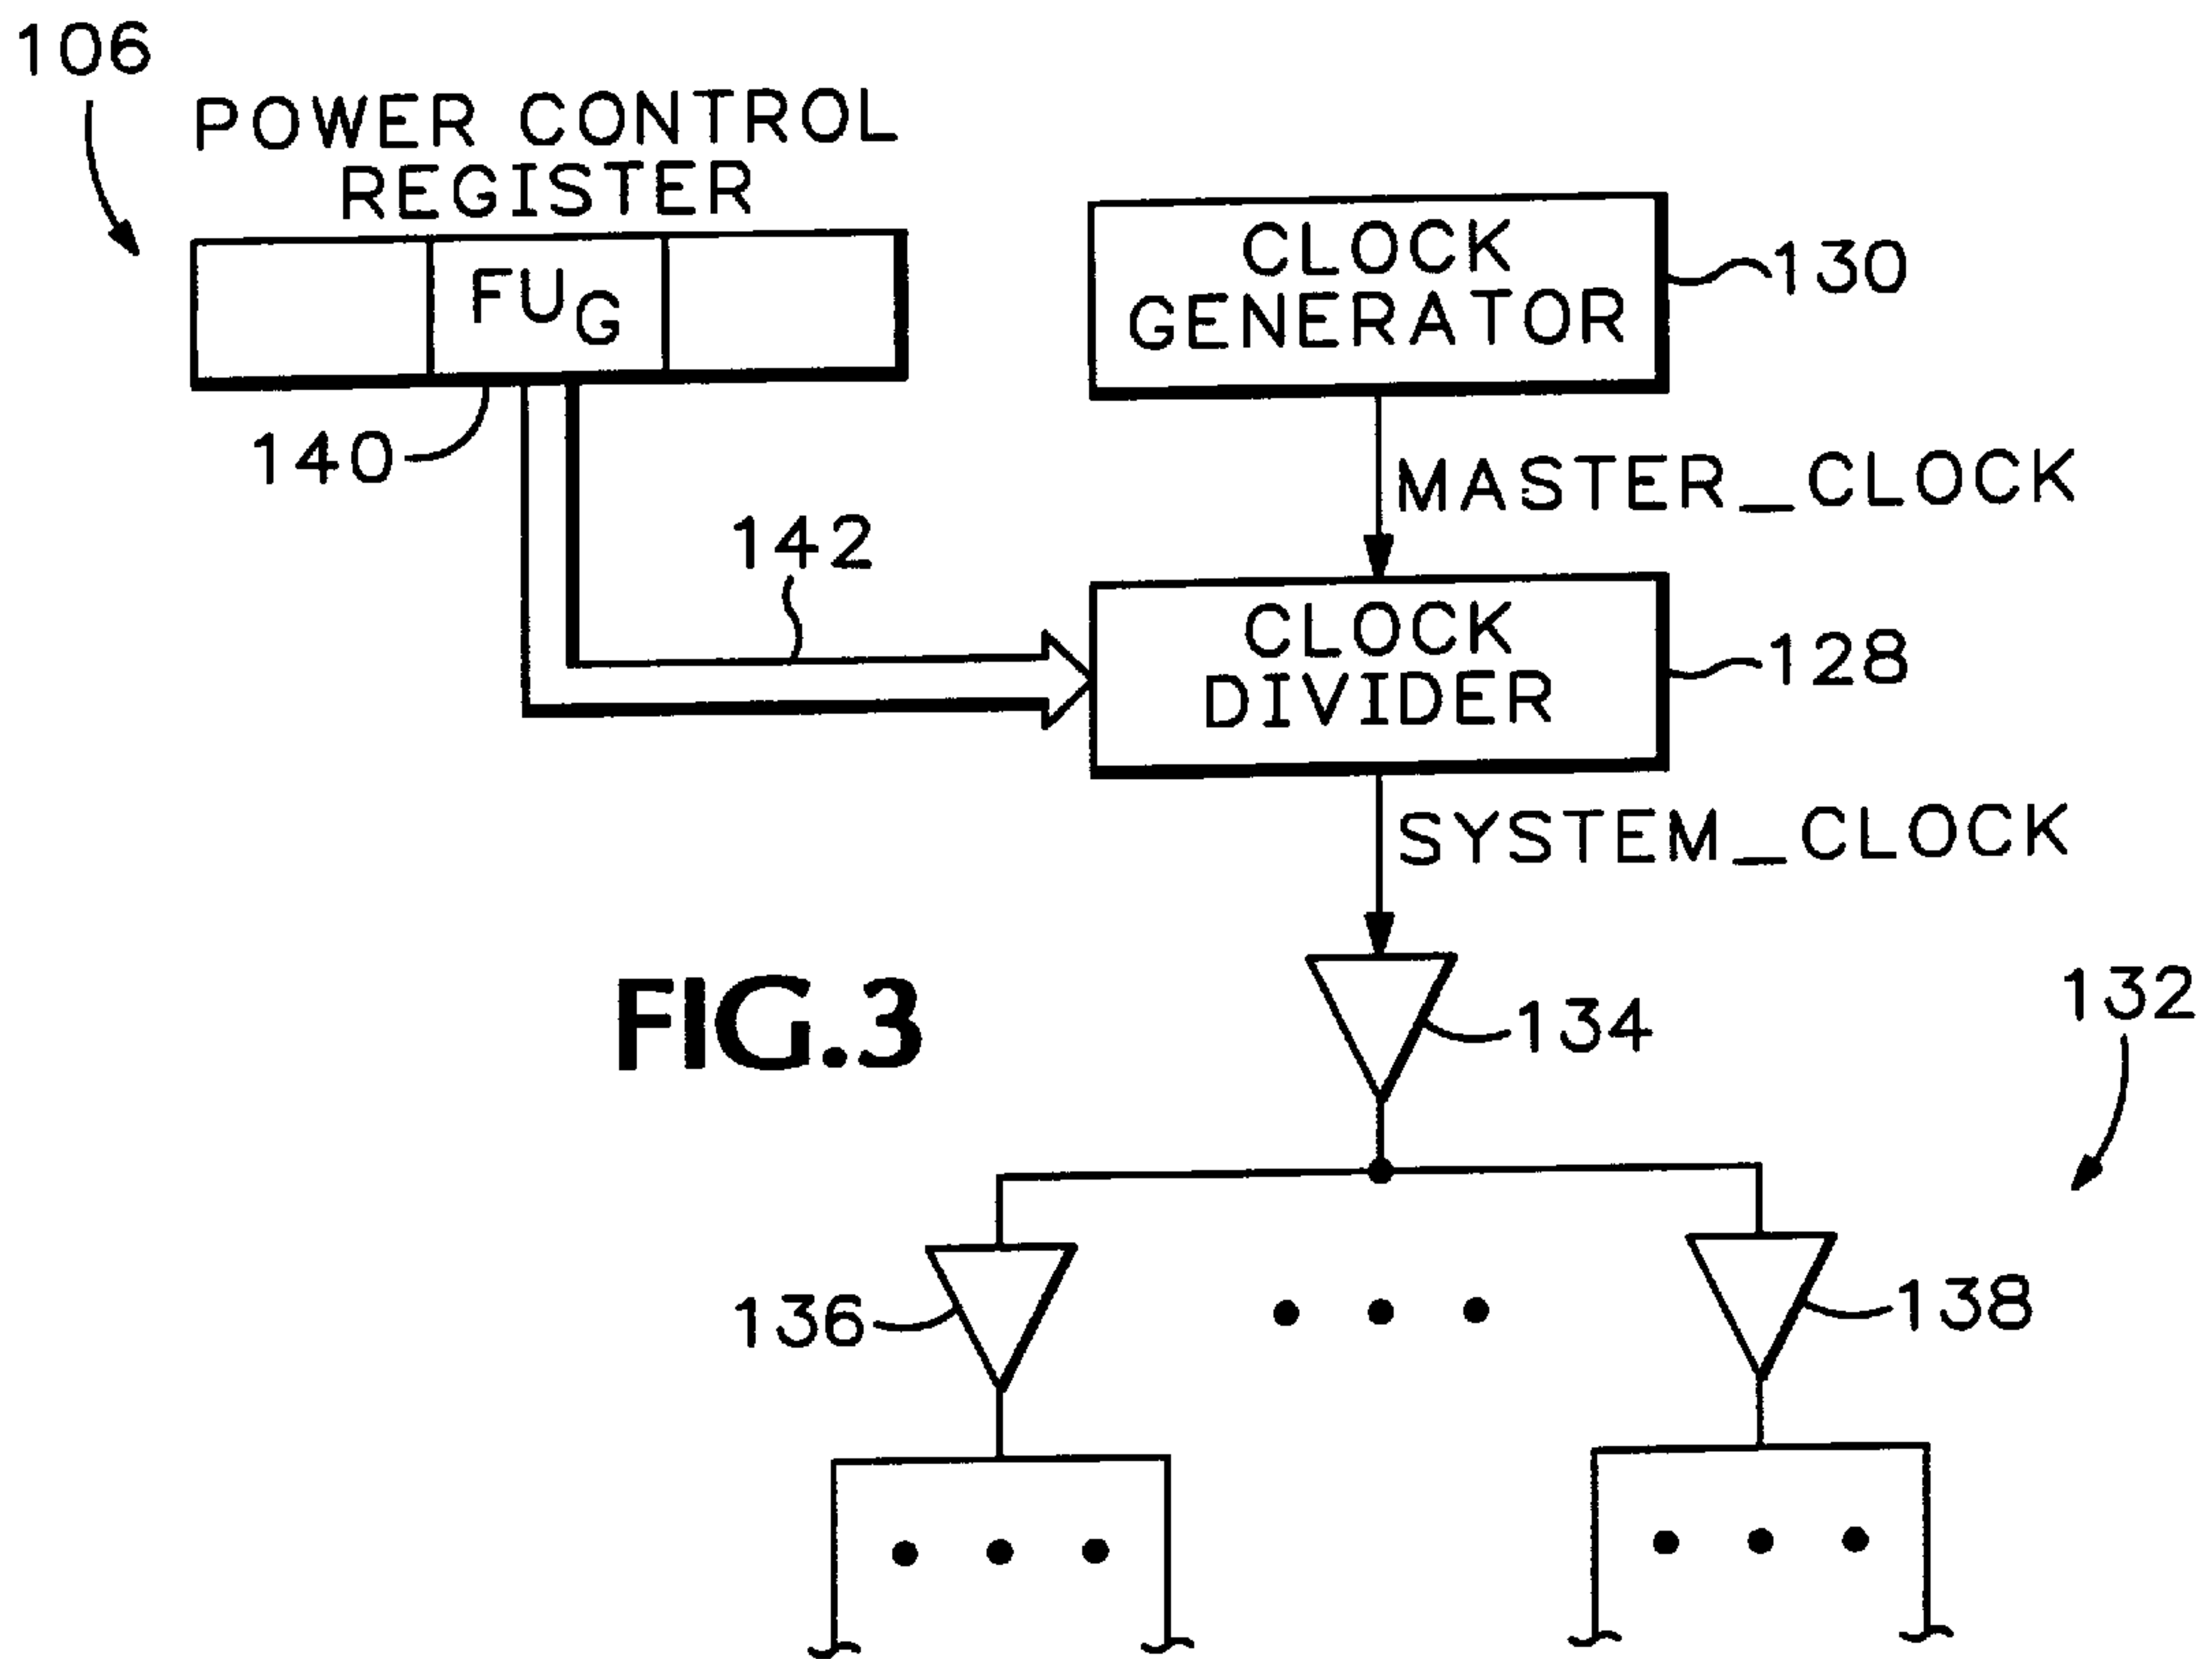 106
POWER CONTROL
REGISTER
FUG
CLOCK
GENERATOR
130
140
MASTER_CLOCK
142
CLOCK
DIVIDER
128
SYSTEM_CLOCK
FIG.3
134
132
136
138